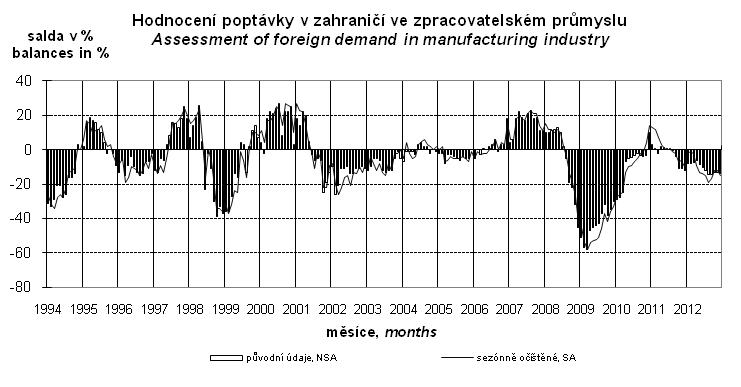 Hodnocení poptávky v zahraničí ve zpracovatelském průmyslu
Assessment of foreign demand in manufacturing industry
salda v %
balances in %
40
20
0
-20
-40
-60
-80
1994 1995 1996 1997 1998 1999 2000 2001 2002 2003 2004 2005 2006 2007 2008 2009 2010 2011 2012
měsíce, months
původní údaje, NSA
sezónně očištěné, SA